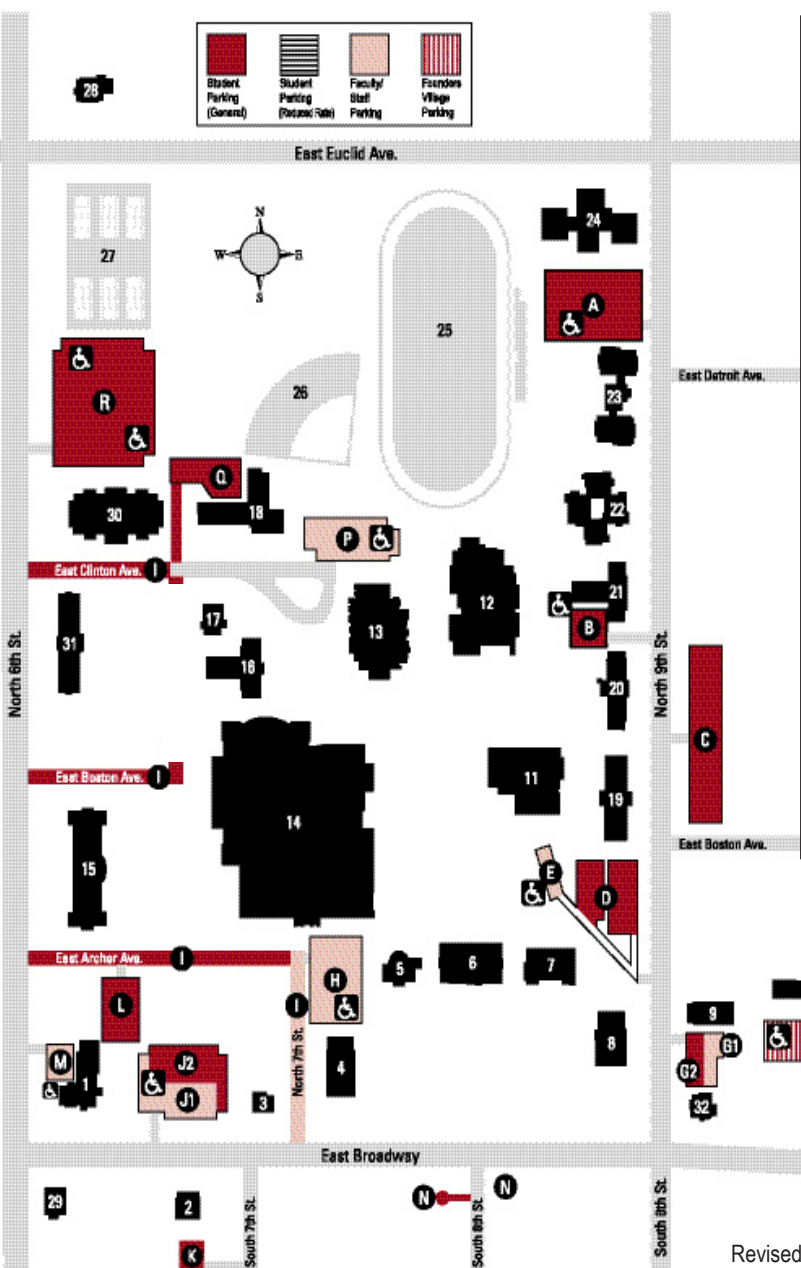 Student
Parking
(General)
Student
Parking
(Reduced Rate)
Faculty/
Staff
Parking
Founders
Village
Parking
28
East Euclid Ave.
N
W
E
S
24
27
A
25
East Detroit Ave.
R
26
23
Q
30
18
P
22
East Clinton Ave.
I
21
12
17
13
B
31
16
20
North 6th St.
North 9th St.
C
East Boston Ave.
I
11
19
14
East Boston Ave.
15
E
D
East Archer Ave.
I
H
5
6
7
L
I
9
8
M
J2
G1
1
J1
4
North 7th St.
G2
3
32
East Broadway
29
2
South 7th St.
N
N
South 8th St.
South 9th St.
K
Revised